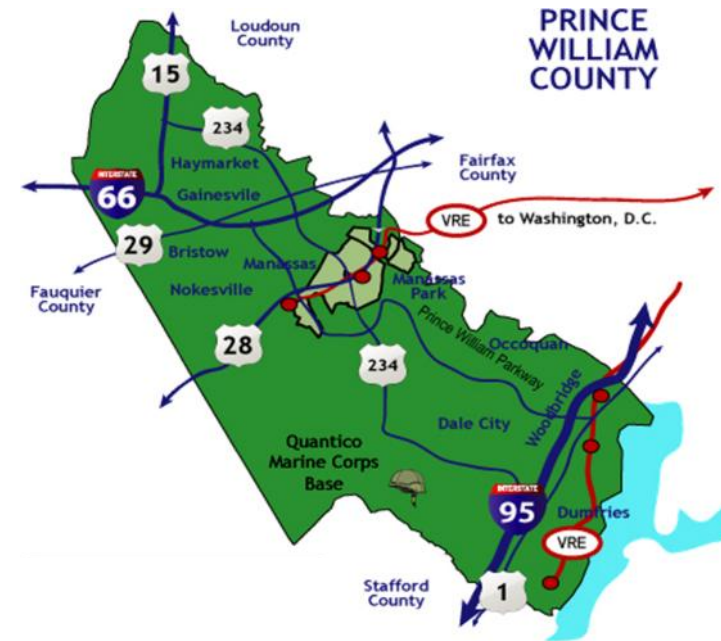 PRINCE
WILLIAM
COUNTY
Loudoun
County
15
234
Haymarket
Fairfax
County
INTERSTATE
66
Gainesvile
VRE
to Washington, D.C.
29
Bristow
Manassas
Fauquier
County
Nokesville
Manassas
Park
Prince William Parkway
Occoquan
28
234
Woodbridge
Dale City
Quantico
Marine Corps
Base
INTERSTATE
95
Dumfries
VRE
Stafford
County
1